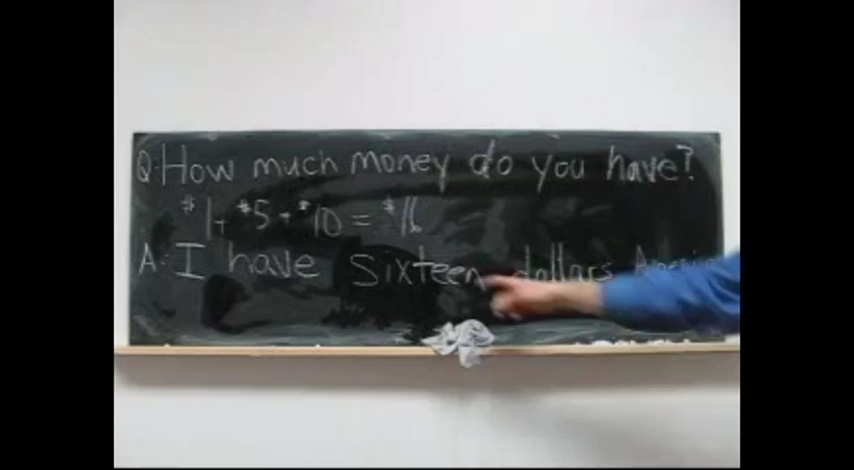 Q: How much money do you have?
$1 + $5 + $10 = $16
A: I have sixteen dollars